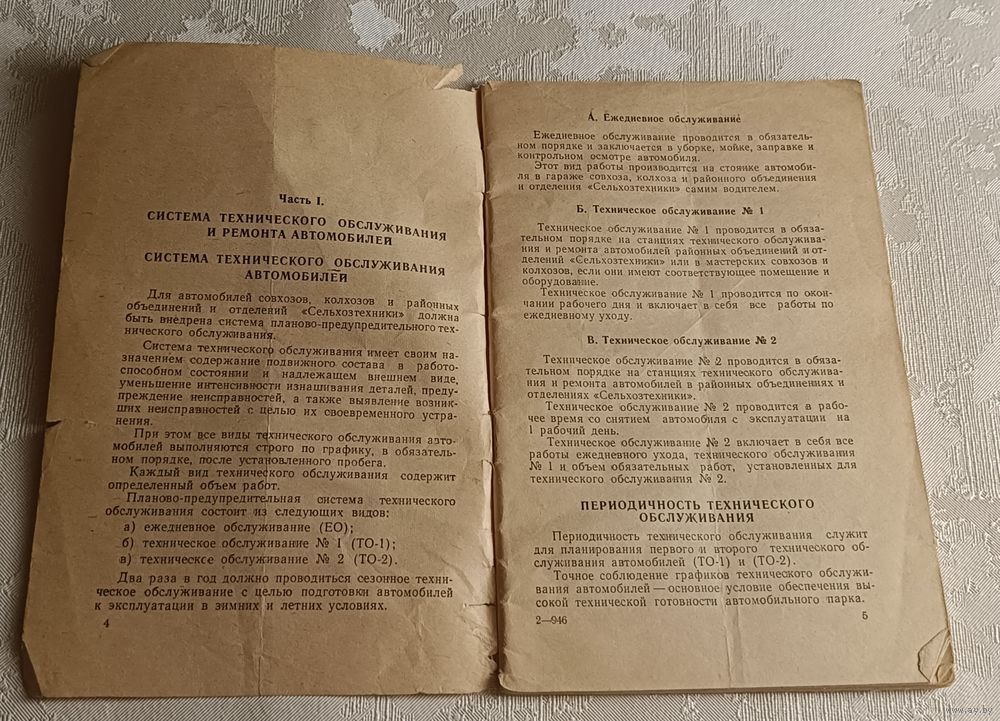 Часть I.
СИСТЕМА ТЕХНИЧЕСКОГО ОБСЛУЖИВАНИЯ
И РЕМОНТА АВТОМОБИЛЕЙ
СИСТЕМА ТЕХНИЧЕСКОГО ОБСЛУЖИВАНИЯ
АВТОМОБИЛЕЙ
Для автомобилей совхозов, колхозов и районных
объединений и отделений «Сельхозтехники» должна
быть внедрена система планово-предупредительного тех-
нического обслуживания.
Система технического обслуживания имеет своим на-
значением содержание подвижного состава в работо-
способном состоянии и надлежащем внешнем виде,
уменьшение интенсивности изнашивания деталей, преду-
преждение неисправностей, а также выявление возник-
ших неисправностей с целью их своевременного устра-
нения.
При этом все виды технического обслуживания авто-
мобилей выполняются строго по графику, в обязатель-
ном порядке, после установленного пробега.
Каждый вид технического обслуживания содержит
определенный объем работ.
Планово-предупредительная система технического
обслуживания состоит из следующих видов:
а) ежедневное обслуживание (ЕО);
б) техническое обслуживание № 1 (ТО-1);
в) техническое обслуживание № 2 (ТО-2).
Два раза в год должно проводиться сезонное техни-
ческое обслуживание с целью подготовки автомобилей
к эксплуатации в зимних и летних условиях.
4
А. Ежедневное обслуживание
Ежедневное обслуживание проводится в обязатель-
ном порядке и заключается в уборке, мойке, заправке и
контрольном осмотре автомобиля.
Этот вид работы производится на стоянке автомоби-
ля в гараже совхоза, колхоза и районного объединения
и отделения «Сельхозтехники» самим водителем.
Б. Техническое обслуживание № 1
Техническое обслуживание № 1 проводится в обяза-
тельном порядке на станциях технического обслужива-
ния и ремонта автомобилей районных объединений и от-
делений «Сельхозтехники» или в мастерских совхозов и
колхозов, если они имеют соответствующее помещение и
оборудование.
Техническое обслуживание № 1 проводится по окон-
чании рабочего дня и включает в себя все работы по
ежедневному уходу.
В. Техническое обслуживание № 2
Техническое обслуживание № 2 проводится в обяза-
тельном порядке на станциях технического обслужива-
ния и ремонта автомобилей в районных объединениях и
отделениях «Сельхозтехники».
Техническое обслуживание № 2 проводится в рабо-
чее время со снятием автомобиля с эксплуатации на
1 рабочий день.
Техническое обслуживание № 2 включает в себя все
работы ежедневного ухода, технического обслуживания
№ 1 и объем обязательных работ, установленных для
технического обслуживания № 2.
ПЕРИОДИЧНОСТЬ ТЕХНИЧЕСКОГО
ОБСЛУЖИВАНИЯ
Периодичность технического обслуживания служит
для планирования первого и второго технического об-
служивания автомобилей (ТО-1) и (ТО-2).
Точное соблюдение графиков технического обслужи-
вания автомобилей — основное условие обеспечения вы-
сокой технической готовности автомобильного парка.
2—946
5
www.av.by